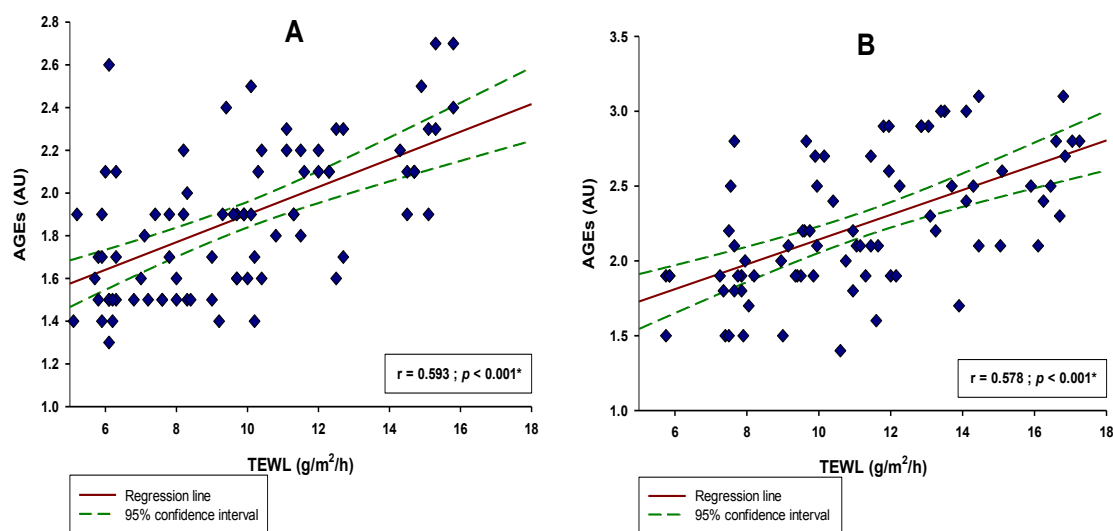 A
AGEs (AU)
2.8
2.6
2.4
2.2
2.0
1.8
1.6
1.4
1.2
1.0
r = 0.593 ; p < 0.001*
6 8 10 12 14 16 18
TEWL (g/m²/h)
Regression line
95% confidence interval
B
AGEs (AU)
3.5
3.0
2.5
2.0
1.5
1.0
r = 0.578 ; p < 0.001*
6 8 10 12 14 16 18
TEWL (g/m²/h)
Regression line
95% confidence interval